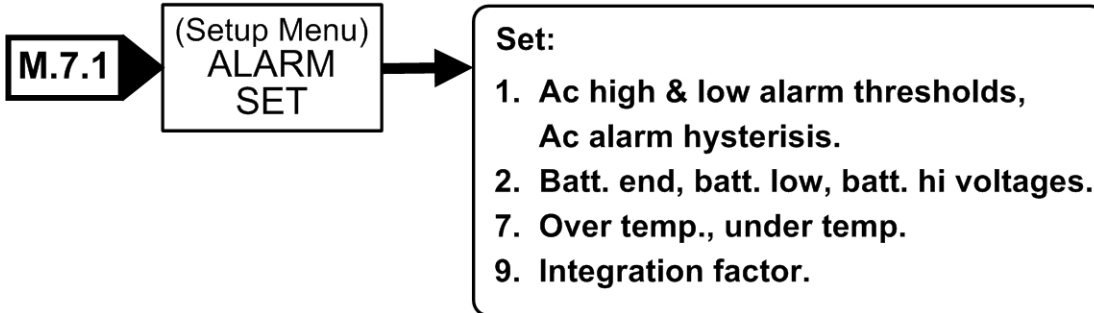 M.7.1
(Setup Menu)
ALARM
SET
Set:
1. Ac high & low alarm thresholds,
Ac alarm hysterisis.
2. Batt. end, batt. low, batt. hi voltages.
7. Over temp., under temp.
9. Integration factor.